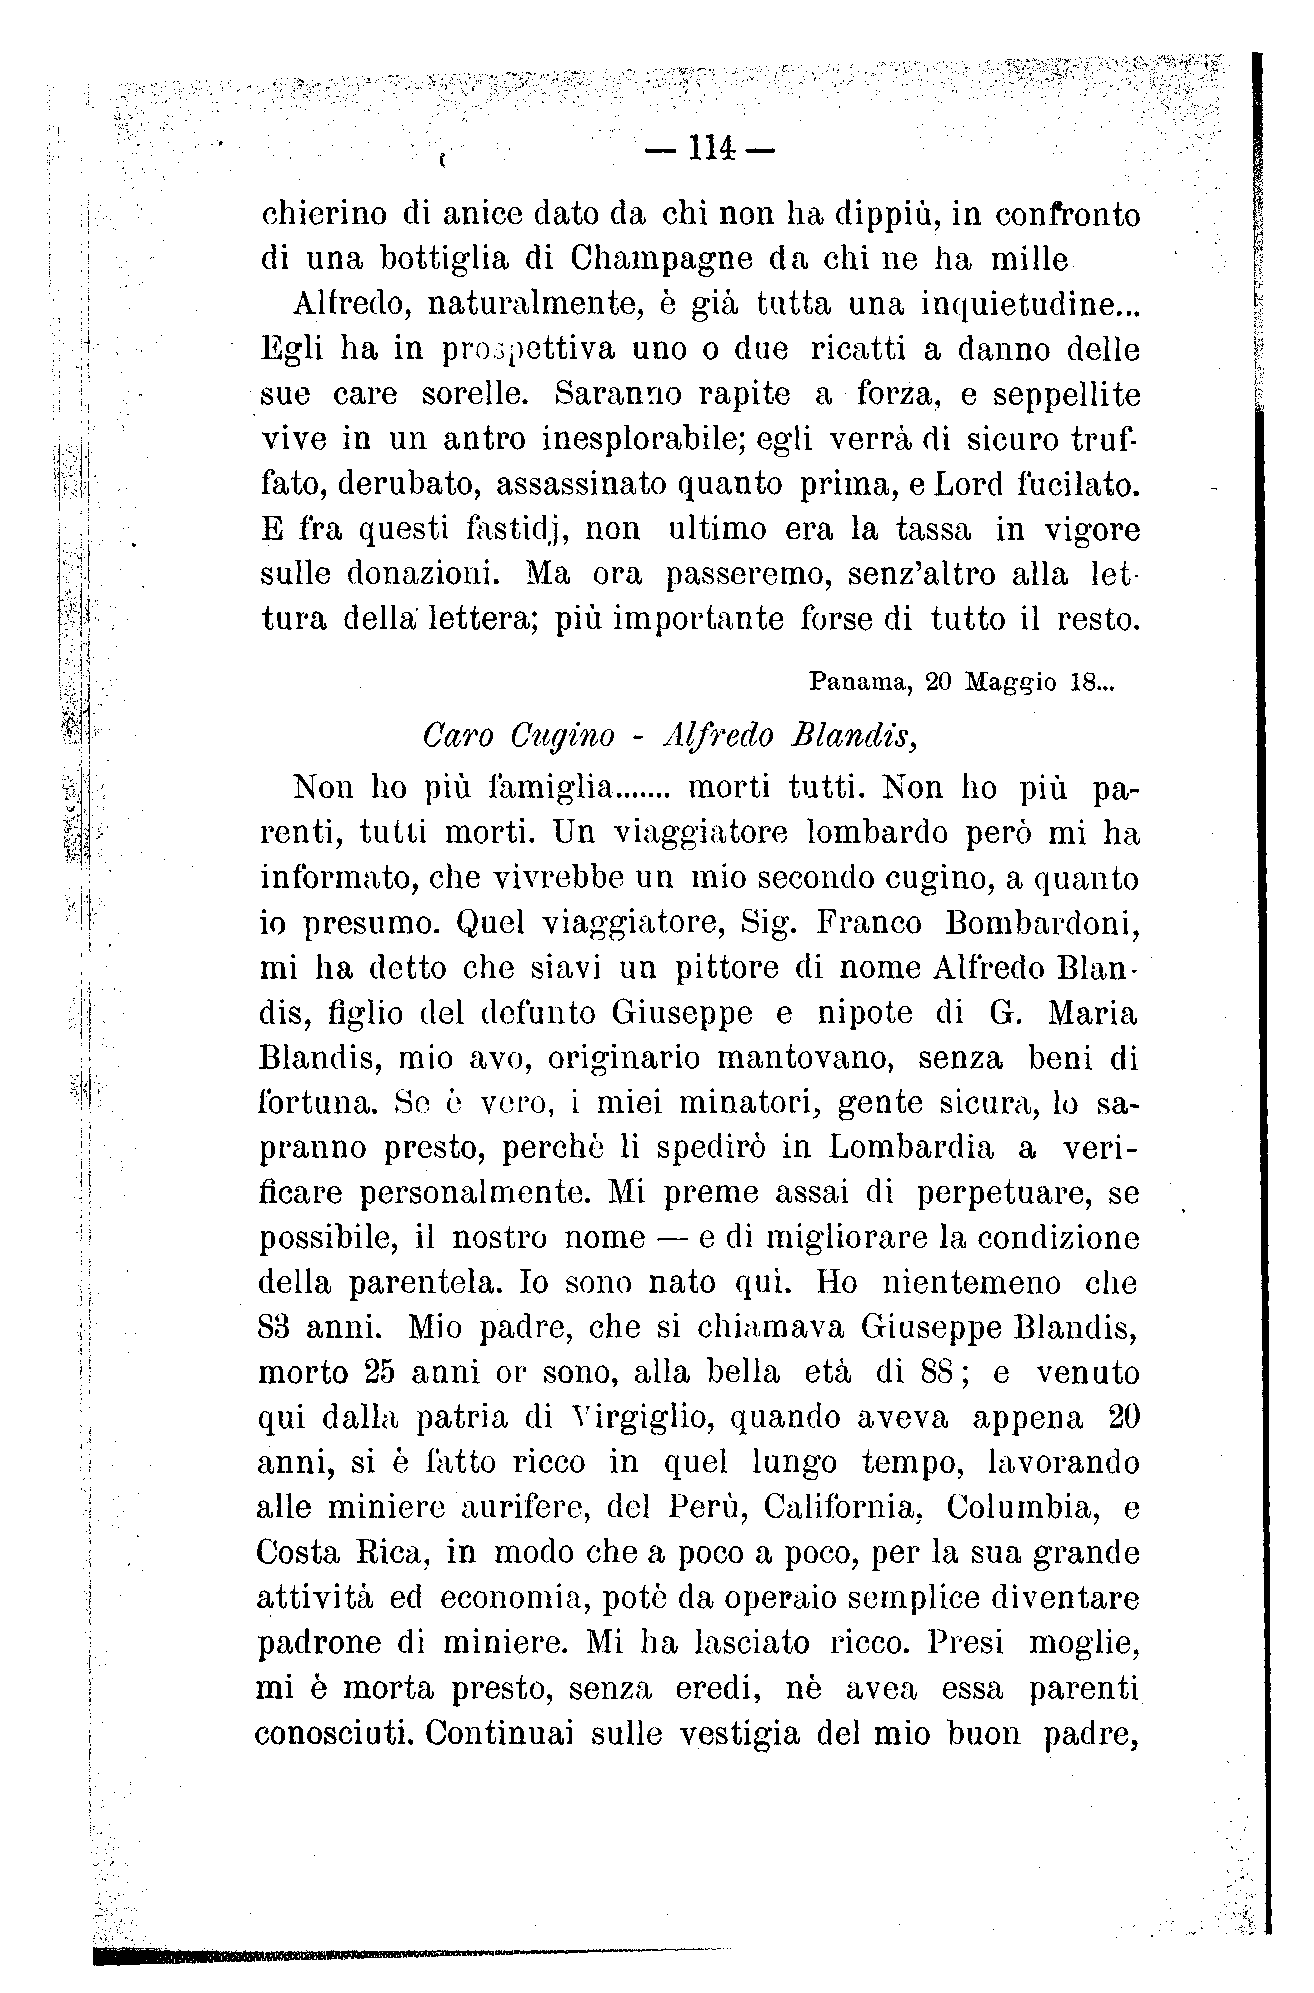 — 114 —
chierino di anice dato da chi non ha dippiù, in confronto
di una bottiglia di Champagne da chi ne ha mille
Alfredo, naturalmente, è già tutta una inquietudine...
Egli ha in prospettiva uno o due ricatti a danno delle
sue care sorelle. Saranno rapite a forza, e seppellite
vive in un antro inesplorabile; egli verrà di sicuro truf-
fato, derubato, assassinato quanto prima, e Lord fucilato.
E fra questi fastidj, non ultimo era la tassa in vigore
sulle donazioni. Ma ora passeremo, senz'altro alla let-
tura della lettera; più importante forse di tutto il resto.
Panama, 20 Maggio 18...
Caro Cugino - Alfredo Blandis,
Non ho più famiglia....... morti tutti. Non ho più pa-
renti, tutti morti. Un viaggiatore lombardo però mi ha
informato, che vivrebbe un mio secondo cugino, a quanto
io presumo. Quel viaggiatore, Sig. Franco Bombardoni,
mi ha detto che siavi un pittore di nome Alfredo Blan-
dis, figlio del defunto Giuseppe e nipote di G. Maria
Blandis, mio avo, originario mantovano, senza beni di
fortuna. Se è vero, i miei minatori, gente sicura, lo sa-
pranno presto, perchè li spedirò in Lombardia a veri-
ficare personalmente. Mi preme assai di perpetuare, se
possibile, il nostro nome — e di migliorare la condizione
della parentela. Io sono nato qui. Ho nientemeno che
83 anni. Mio padre, che si chiamava Giuseppe Blandis,
morto 25 anni or sono, alla bella età di 88; e venuto
qui dalla patria di Virgiglio, quando aveva appena 20
anni, si è fatto ricco in quel lungo tempo, lavorando
alle miniere aurifere, del Perù, California, Columbia, e
Costa Rica, in modo che a poco a poco, per la sua grande
attività ed economia, potè da operaio semplice diventare
padrone di miniere. Mi ha lasciato ricco. Presi moglie,
mi è morta presto, senza eredi, nè avea essa parenti
conosciuti. Continuai sulle vestigia del mio buon padre,